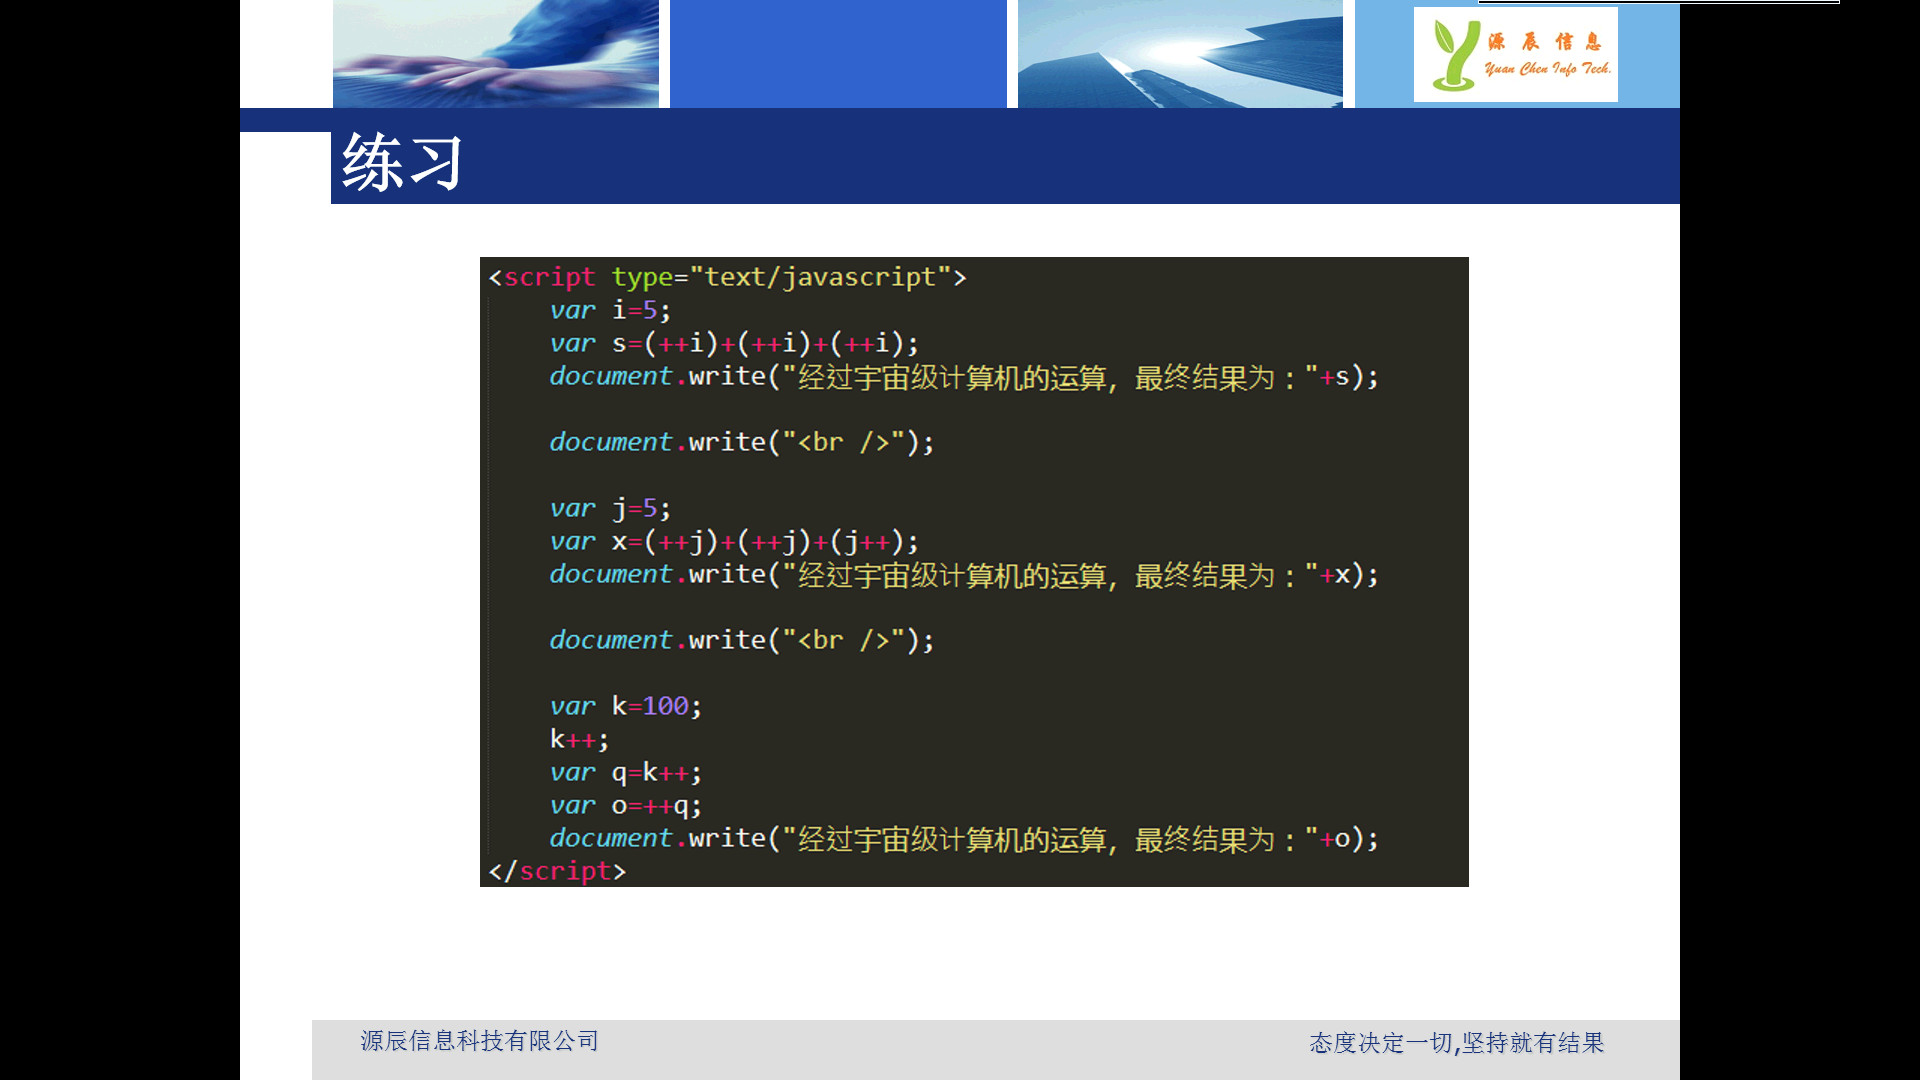 源辰信息
Yuan Chen Info Tech.
练习
<script type="text/javascript">
var i=5;
var s=(++i)+(++i)+(++i);
document.write("经过宇宙级计算机的运算，最终结果为："+s);
document.write("<br />");
var j=5;
var x=(++j)+(++j)+(j++);
document.write("经过宇宙级计算机的运算，最终结果为："+x);
document.write("<br />");
var k=100;
k++;
var q=k++;
var o=++q;
document.write("经过宇宙级计算机的运算，最终结果为："+o);
</script>
源辰信息科技有限公司
态度决定一切,坚持就有结果